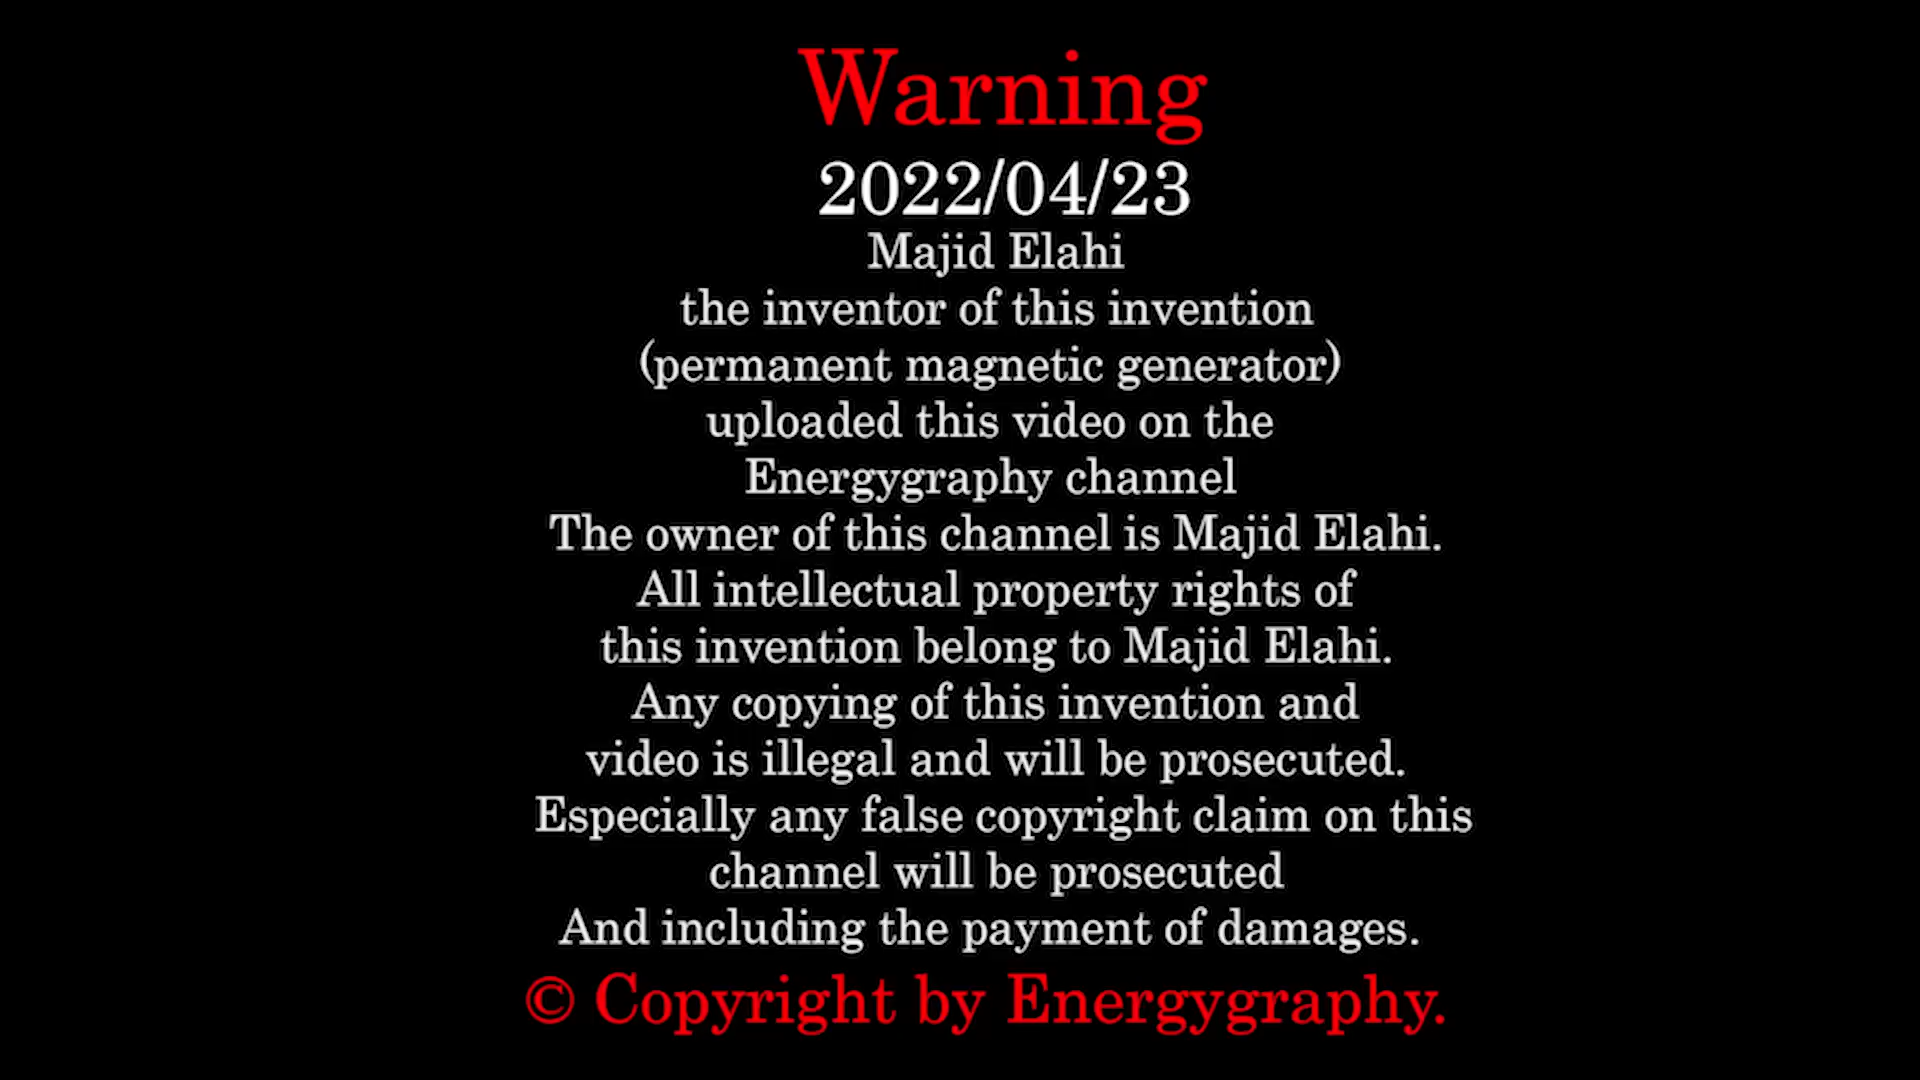 Warning
2022/04/23
Majid Elahi
the inventor of this invention
(permanent magnetic generator)
uploaded this video on the
Energygraphy channel
The owner of this channel is Majid Elahi.
All intellectual property rights of
this invention belong to Majid Elahi.
Any copying of this invention and
video is illegal and will be prosecuted.
Especially any false copyright claim on this
channel will be prosecuted
And including the payment of damages.
© Copyright by Energygraphy.